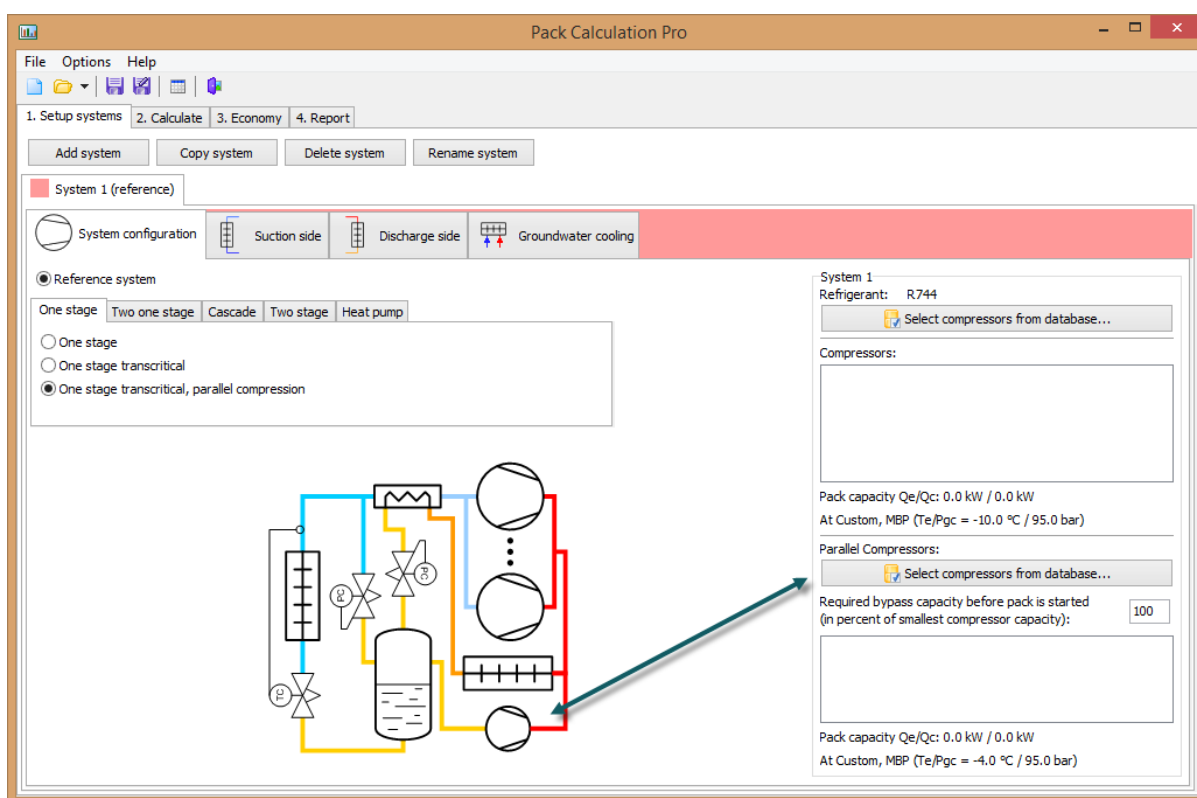 Pack Calculation Pro
File Options Help
1. Setup systems 2. Calculate 3. Economy 4. Report
Add system Copy system Delete system Rename system
System 1 (reference)
System configuration Suction side Discharge side Groundwater cooling
Reference system
One stage Two one stage Cascade Two stage Heat pump
One stage
One stage transcritical
One stage transcritical, parallel compression
PC
PC
TC
System 1
Refrigerant: R744
Select compressors from database...
Compressors:
Pack capacity Qe/Qc: 0.0 kW / 0.0 kW
At Custom, MBP (Te/Pgc = -10.0 °C / 95.0 bar)
Parallel Compressors:
Select compressors from database...
Required bypass capacity before pack is started
(in percent of smallest compressor capacity): 100
Pack capacity Qe/Qc: 0.0 kW / 0.0 kW
At Custom, MBP (Te/Pgc = -4.0 °C / 95.0 bar)